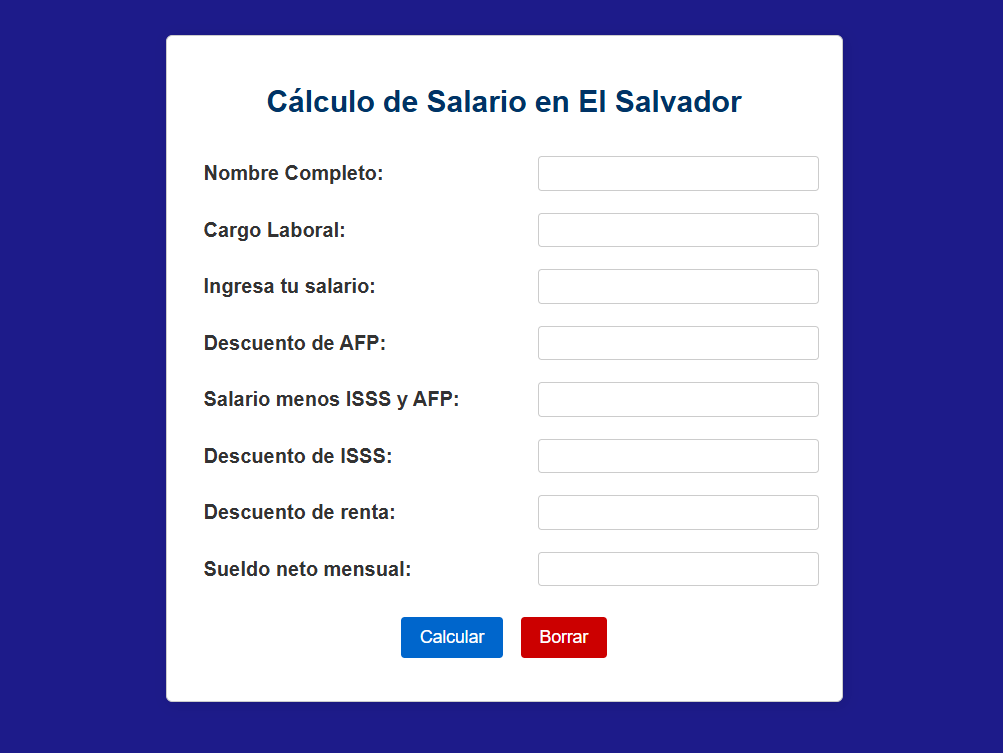 Cálculo de Salario en El Salvador
Nombre Completo:
Cargo Laboral:
Ingresa tu salario:
Descuento de AFP:
Salario menos ISSS y AFP:
Descuento de ISSS:
Descuento de renta:
Sueldo neto mensual:
Calcular Borrar